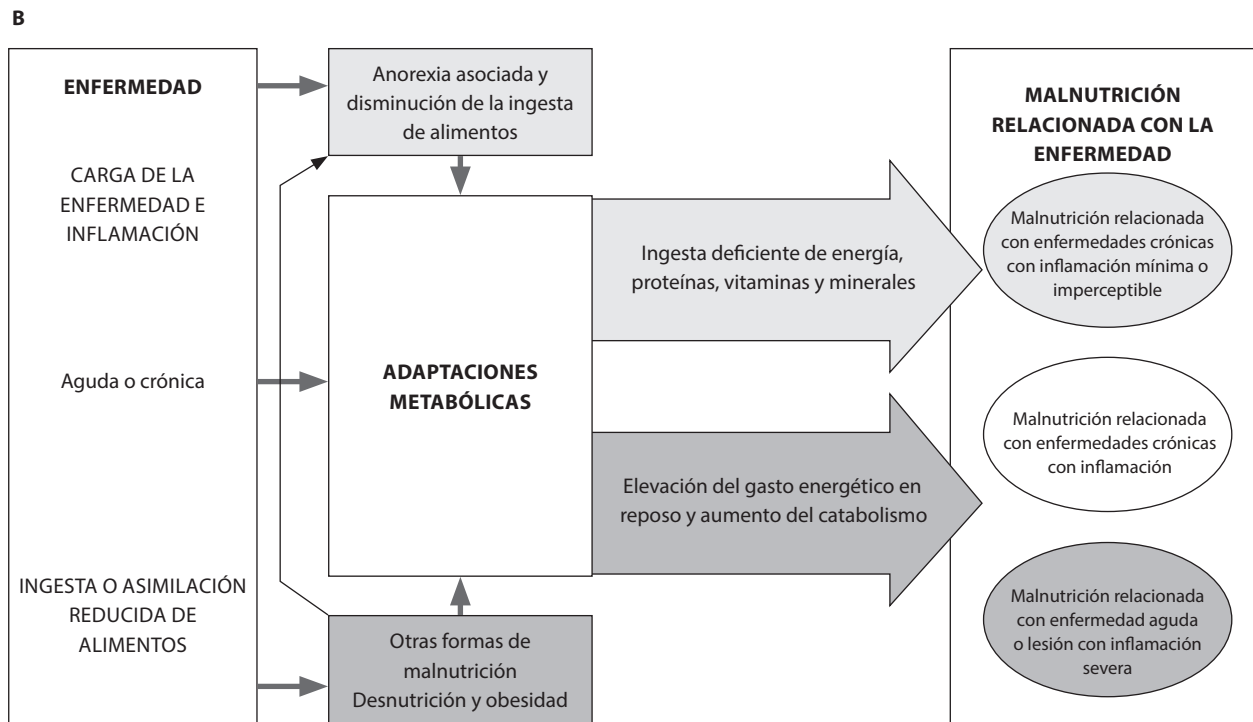 B
ENFERMEDAD
CARGA DE LA
ENFERMEDAD E
INFLAMACIÓN
Aguda o crónica
INGESTA O ASIMILACIÓN
REDUCIDA DE
ALIMENTOS
Anorexia asociada y
disminución de la ingesta
de alimentos
ADAPTACIONES
METABÓLICAS
Otras formas de
malnutrición
Desnutrición y obesidad
Ingesta deficiente de energía,
proteínas, vitaminas y minerales
Elevación del gasto energético en
reposo y aumento del catabolismo
MALNUTRICIÓN
RELACIONADA CON LA
ENFERMEDAD
Malnutrición relacionada
con enfermedades crónicas
con inflamación mínima o
imperceptible
Malnutrición relacionada
con enfermedades crónicas
con inflamación
Malnutrición relacionada
con enfermedad aguda
o lesión con inflamación
severa